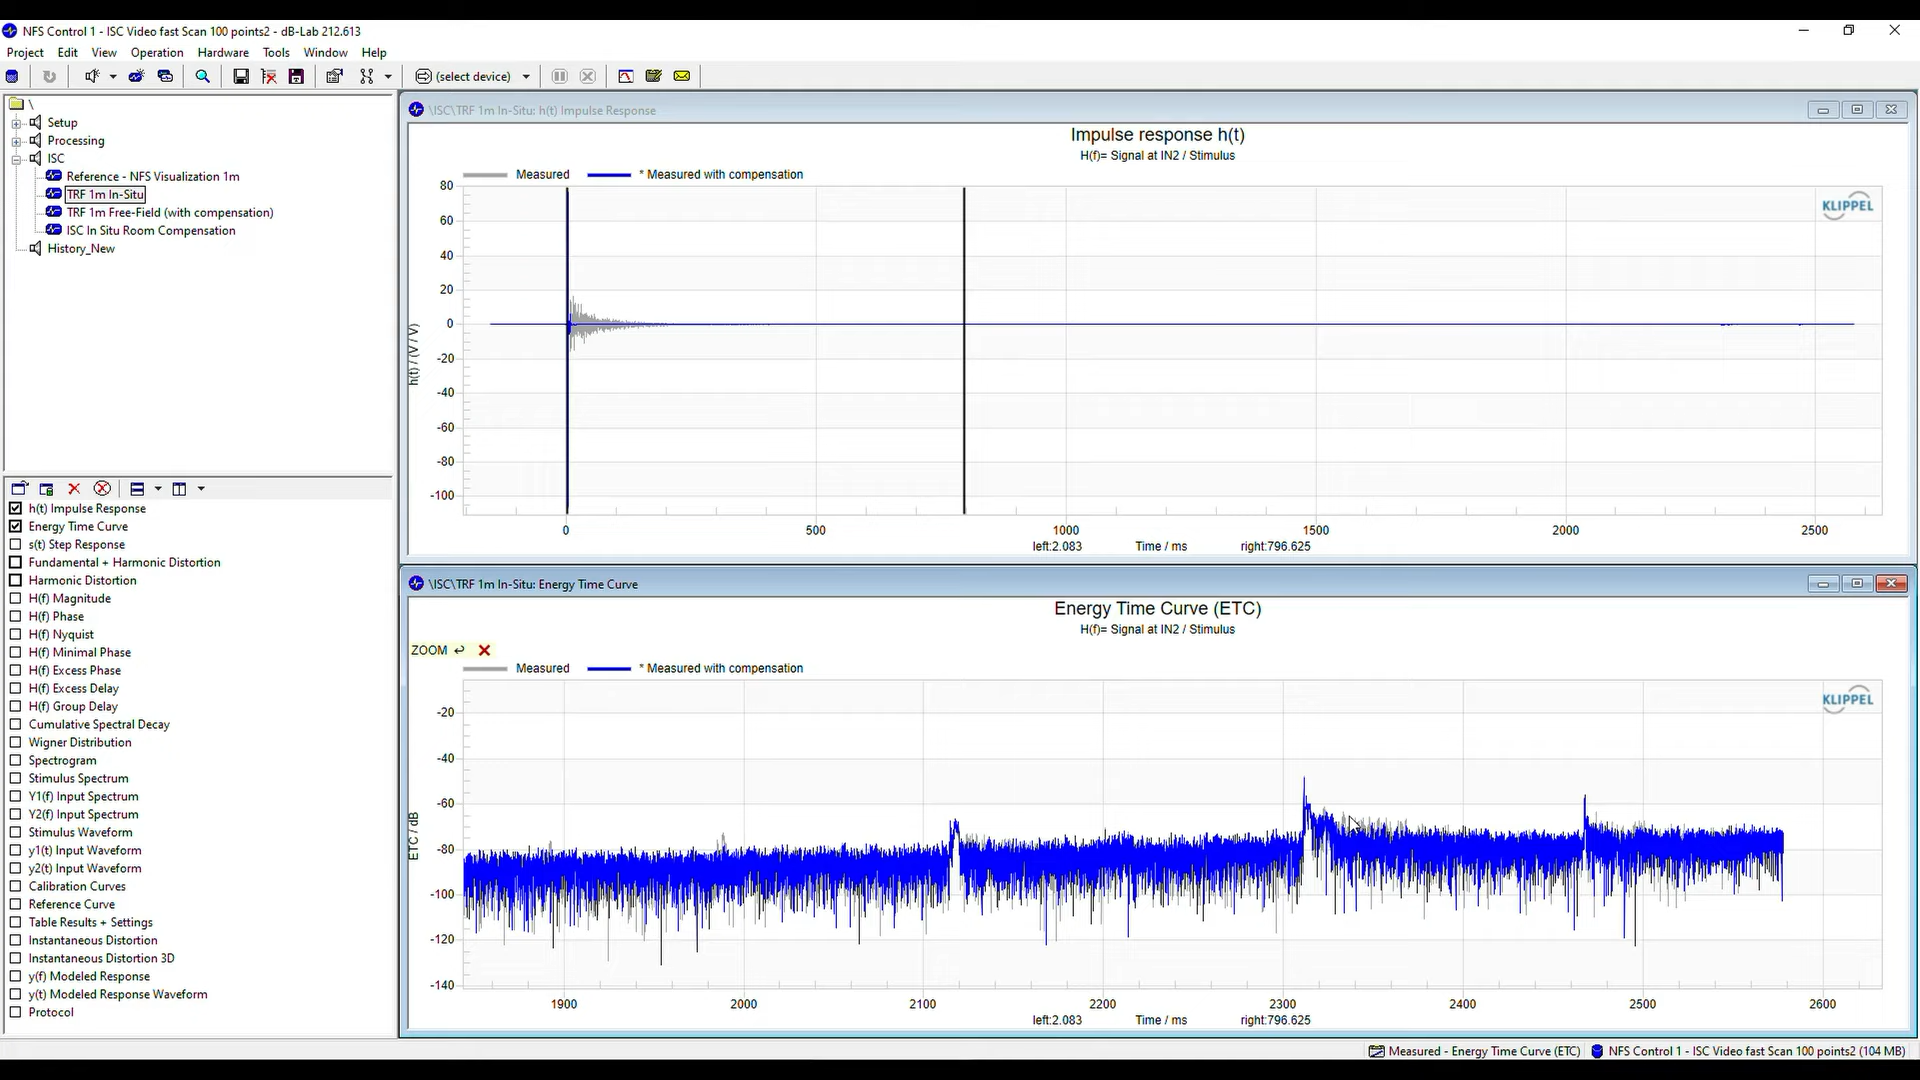 NFS Control 1 - ISC Video fast Scan 100 points2 - dB-Lab 212.613
Project Edit View Operation Hardware Tools Window Help
(select device)
\
Setup
Processing
ISC
Reference - NFS Visualization 1m
TRF 1m In-Situ
TRF 1m Free-Field (with compensation)
ISC In Situ Room Compensation
History_New
h(t) Impulse Response
Energy Time Curve
s(t) Step Response
Fundamental + Harmonic Distortion
Harmonic Distortion
H(f) Magnitude
H(f) Phase
H(f) Nyquist
H(f) Minimal Phase
H(f) Excess Phase
H(f) Excess Delay
H(f) Group Delay
Cumulative Spectral Decay
Wigner Distribution
Spectrogram
Stimulus Spectrum
Y1(f) Input Spectrum
Y2(f) Input Spectrum
Stimulus Waveform
y1(t) Input Waveform
y2(t) Input Waveform
Calibration Curves
Reference Curve
Table Results + Settings
Instantaneous Distortion
Instantaneous Distortion 3D
y(f) Modeled Response
y(t) Modeled Response Waveform
Protocol
\ISC\TRF 1m In-Situ: h(t) Impulse Response
Impulse response h(t)
H(f)= Signal at IN2 / Stimulus
Measured * Measured with compensation
KLIPPEL
80
60
40
20
0
-20
-40
-60
-80
-100
h(t) / (V / V)
0 500 1000 1500 2000 2500
left:2.083 Time / ms right:796.625
\ISC\TRF 1m In-Situ: Energy Time Curve
Energy Time Curve (ETC)
H(f)= Signal at IN2 / Stimulus
ZOOM
Measured * Measured with compensation
KLIPPEL
-20
-40
-60
-80
-100
-120
-140
ETC / dB
1900 2000 2100 2200 2300 2400 2500 2600
left:2.083 Time / ms right:796.625
Measured - Energy Time Curve (ETC) NFS Control 1 - ISC Video fast Scan 100 points2 (104 MB)